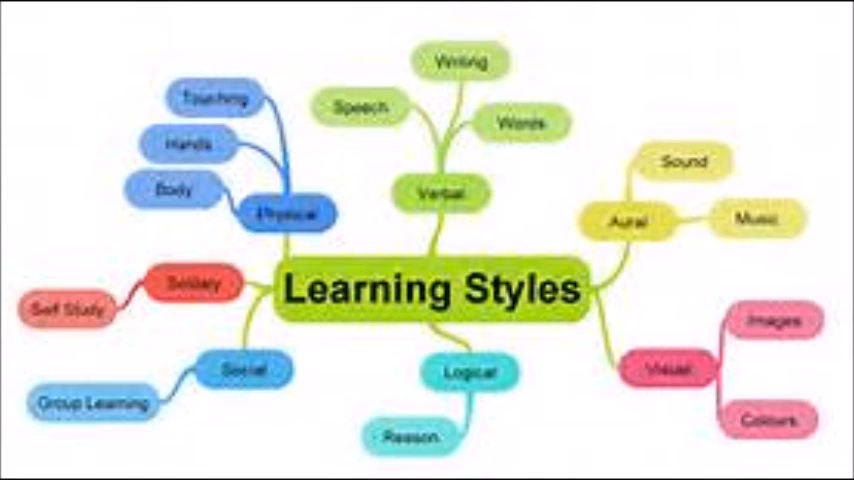 Writing
Touching
Speech
Words
Hands
Sound
Body
Verbal
Physical
Aural
Music
Learning Styles
Solitary
Self Study
Images
Social
Logical
Visual
Group Learning
Colours
Reason